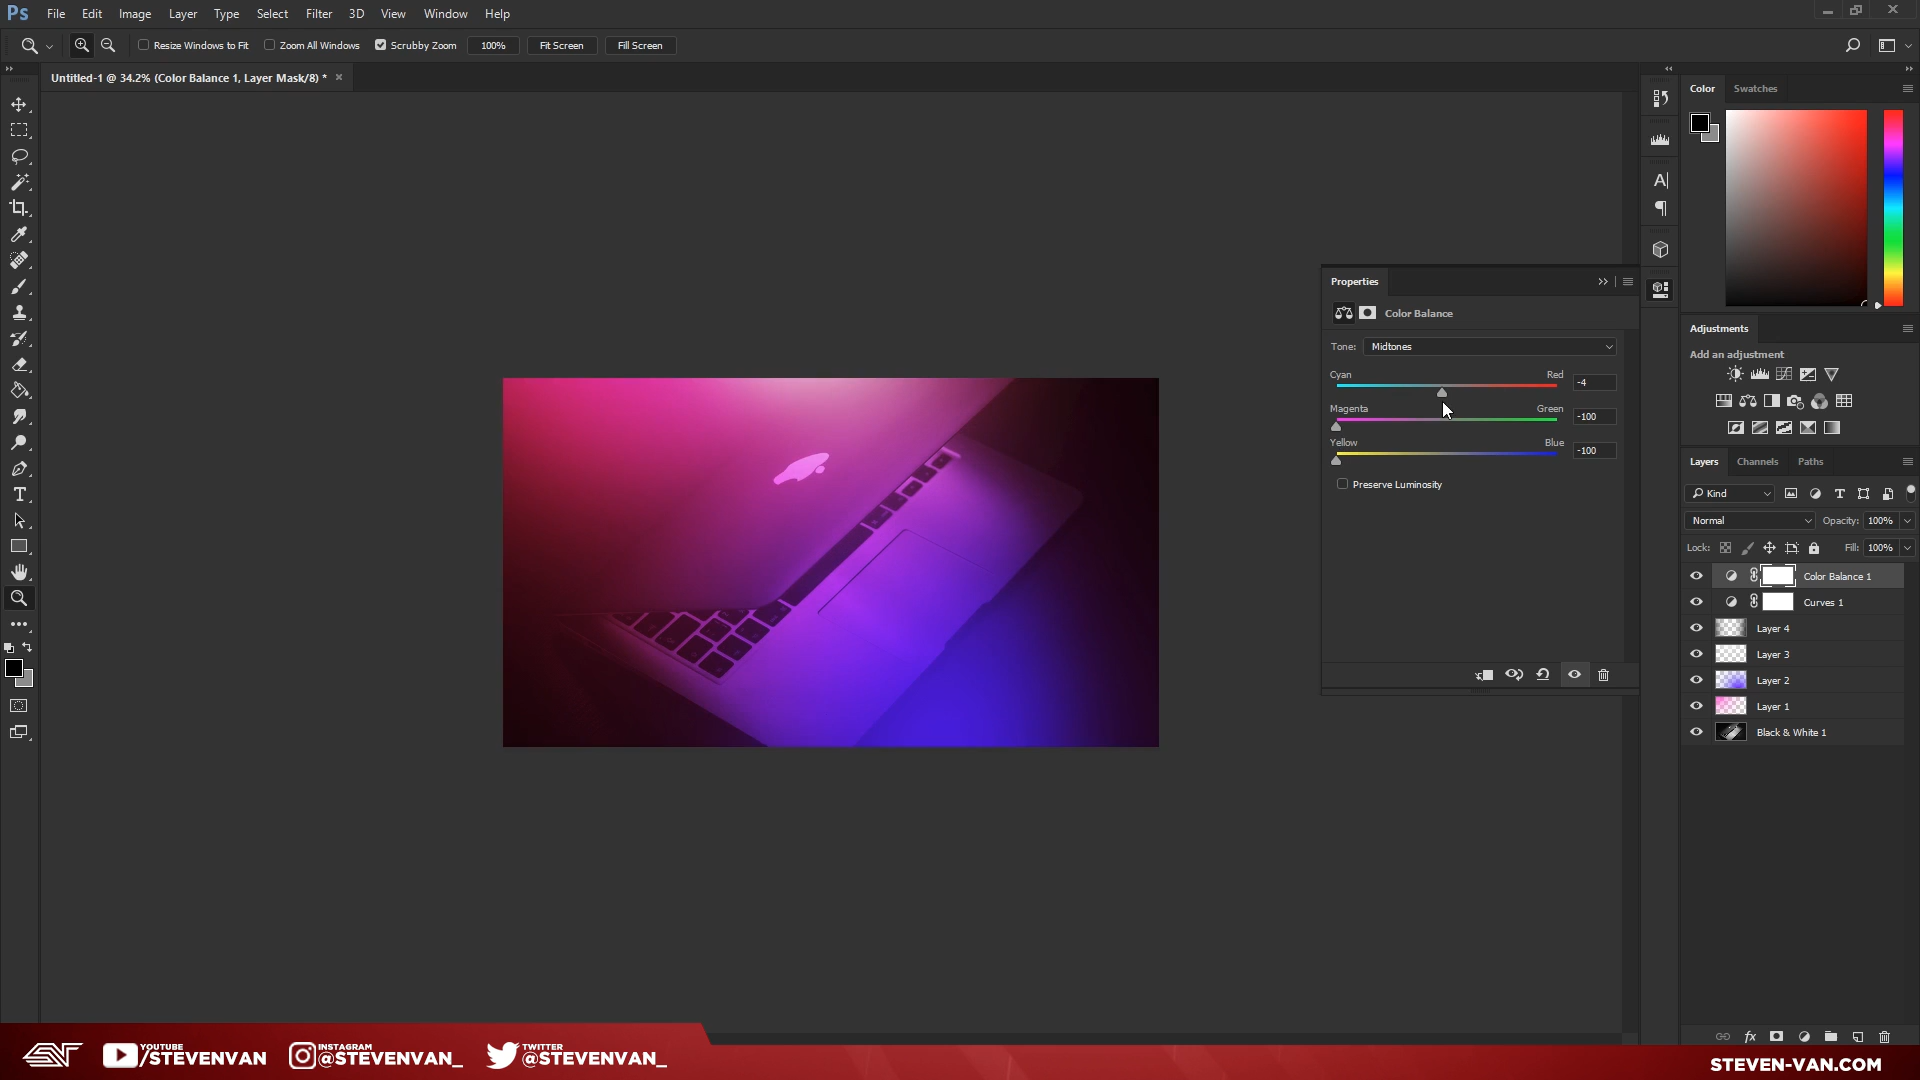 Ps File Edit Image Layer Type Select Filter 3D View Window Help
Resize Windows to Fit Zoom All Windows Scrubby Zoom 100% Fit Screen Fill Screen
Untitled-1 @ 34.2% (Color Balance 1, Layer Mask/8) *
Properties
Color Balance
Tone: Midtones
Cyan Red -4
Magenta Green -100
Yellow Blue -100
Preserve Luminosity
Color Swatches
Adjustments
Add an adjustment
Layers Channels Paths
Kind
Normal Opacity: 100%
Lock: Fill: 100%
Color Balance 1
Curves 1
Layer 4
Layer 3
Layer 2
Layer 1
Black & White 1
YOUTUBE
/STEVENVAN
INSTAGRAM
@STEVENVAN_
TWITTER
@STEVENVAN_
STEVEN-VAN.COM